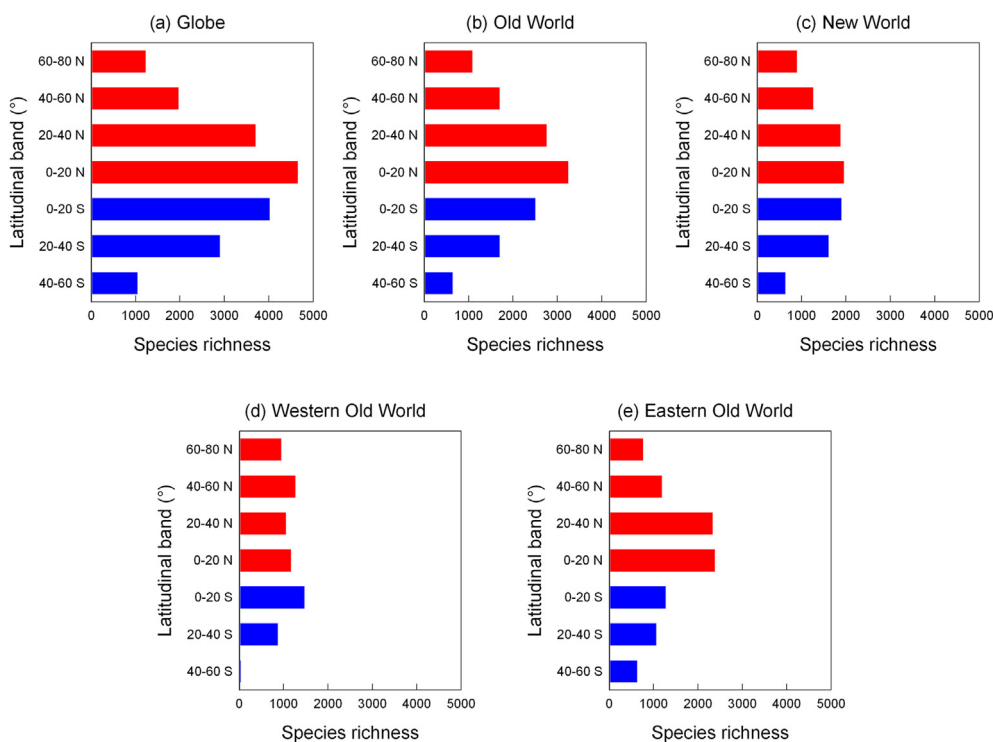 (a) Globe
Latitudinal band (°)
60-80 N
40-60 N
20-40 N
0-20 N
0-20 S
20-40 S
40-60 S
0 1000 2000 3000 4000 5000
Species richness
(b) Old World
Latitudinal band (°)
60-80 N
40-60 N
20-40 N
0-20 N
0-20 S
20-40 S
40-60 S
0 1000 2000 3000 4000 5000
Species richness
(c) New World
Latitudinal band (°)
60-80 N
40-60 N
20-40 N
0-20 N
0-20 S
20-40 S
40-60 S
0 1000 2000 3000 4000 5000
Species richness
(d) Western Old World
Latitudinal band (°)
60-80 N
40-60 N
20-40 N
0-20 N
0-20 S
20-40 S
40-60 S
0 1000 2000 3000 4000 5000
Species richness
(e) Eastern Old World
Latitudinal band (°)
60-80 N
40-60 N
20-40 N
0-20 N
0-20 S
20-40 S
40-60 S
0 1000 2000 3000 4000 5000
Species richness